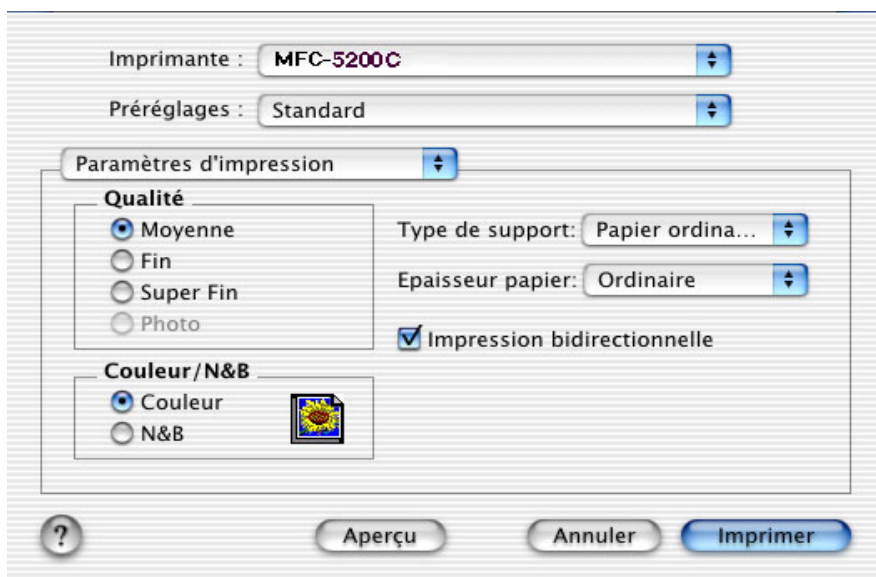 Imprimante : MFC-5200C
Préréglages : Standard
Paramètres d'impression
Qualité
Moyenne
Fin
Super Fin
Photo
Type de support: Papier ordina...
Epaisseur papier: Ordinaire
Impression bidirectionnelle
Couleur/N&B
Couleur
N&B
? Aperçu Annuler Imprimer